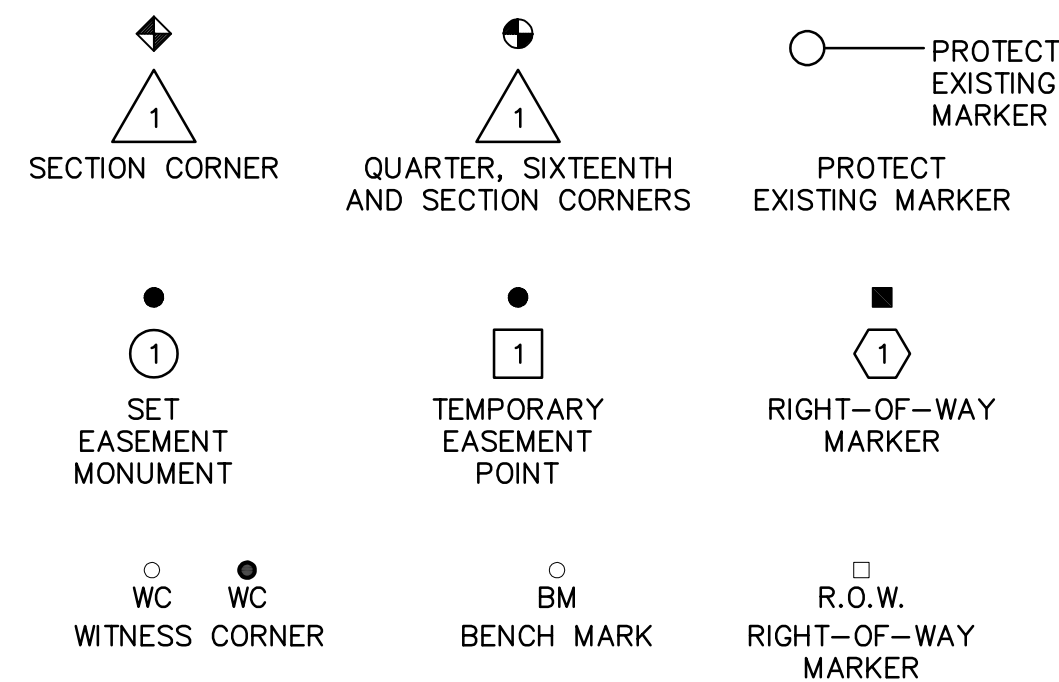 1
SECTION CORNER
1
QUARTER, SIXTEENTH
AND SECTION CORNERS
PROTECT
EXISTING
MARKER
PROTECT
EXISTING MARKER
1
SET
EASEMENT
MONUMENT
1
TEMPORARY
EASEMENT
POINT
1
RIGHT-OF-WAY
MARKER
WC
WC
WITNESS CORNER
BM
BENCH MARK
R.O.W.
RIGHT-OF-WAY
MARKER